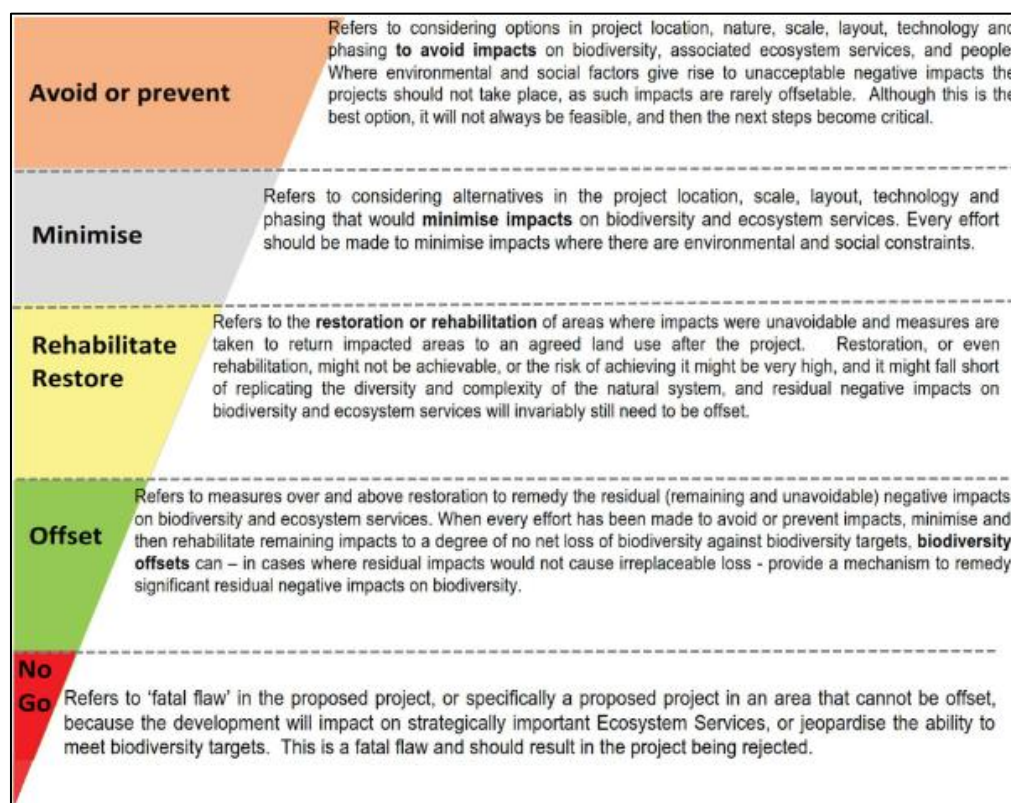 Refers to considering options in project location, nature, scale, layout, technology and
phasing to avoid impacts on biodiversity, associated ecosystem services, and people
Where environmental and social factors give rise to unacceptable negative impacts the
Avoid or prevent
projects should not take place, as such impacts are rarely offsetable. Although this is the
best option, it will not always be feasible, and then the next steps become critical.
Refers to considering alternatives in the project location, scale, layout, technology and
phasing that would minimise impacts on biodiversity and ecosystem services. Every effort
Minimise
should be made to minimise impacts where there are environmental and social constraints.
Refers to the restoration or rehabilitation of areas where impacts were unavoidable and measures are
Rehabilitate
taken to return impacted areas to an agreed land use after the project. Restoration, or even
Restore
rehabilitation, might not be achievable, or the risk of achieving it might be very high, and it might fall short
of replicating the diversity and complexity of the natural system, and residual negative impacts on
biodiversity and ecosystem services will invariably still need to be offset.
Refers to measures over and above restoration to remedy the residual (remaining and unavoidable) negative impacts
on biodiversity and ecosystem services. When every effort has been made to avoid or prevent impacts, minimise and
Offset
then rehabilitate remaining impacts to a degree of no net loss of biodiversity against biodiversity targets, biodiversity
offsets can – in cases where residual impacts would not cause irreplaceable loss - provide a mechanism to remedy
significant residual negative impacts on biodiversity.
No
Go
Refers to ‘fatal flaw’ in the proposed project, or specifically a proposed project in an area that cannot be offset,
because the development will impact on strategically important Ecosystem Services, or jeopardise the ability to
meet biodiversity targets. This is a fatal flaw and should result in the project being rejected.